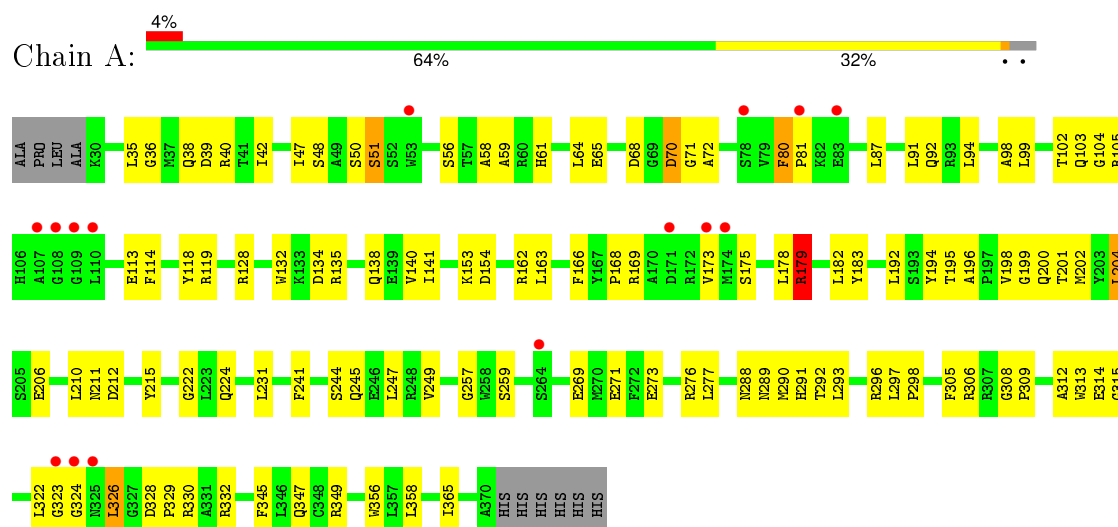 4%
Chain A:
64% 32% • •
ALA PRO LEU ALA K30 L35 G36 M37 Q38 D39 R40 T41 I42 I47 S48 A49 S50 S51 S52 W53 S56 T57 A58 A59 R60 H61 L64 E65 D68 G69 D70 G71 A72 S78 V79 F80 P81 K82 E83 L87 L91 Q92 R93 L94 A98 L99 T102 Q103 G104
H106 A107 G108 G109 L110 E113 F114 Y118 R119 R128 W132 K133 D134 R135 Q138 E139 V140 I141 K153 D154 R162 L163 F166 Y167 P168 R169 A170 D171 R172 V173 M174 S175 L178 R179 L182 Y183 L192 S193 Y194 T195 A196 P197 V198 G199 Q200 T201 M202 Y203 L204
S205 E206 L210 N211 D212 Y215 G222 L223 Q224 L231 F241 S244 Q245 E246 L247 R248 V249 G257 W258 S259 S264 E269 M270 E271 F272 E273 R276 L277 N288 N289 M290 H291 T292 L293 R296 L297 P298 F305 R306 R307 G308 P309 A312 W313 E314
L322 G323 G324 N325 L326 G327 D328 P329 R330 A331 R332 F345 L346 Q347 G348 R349 W356 L357 L358 I365 A370 HIS HIS HIS HIS HIS HIS